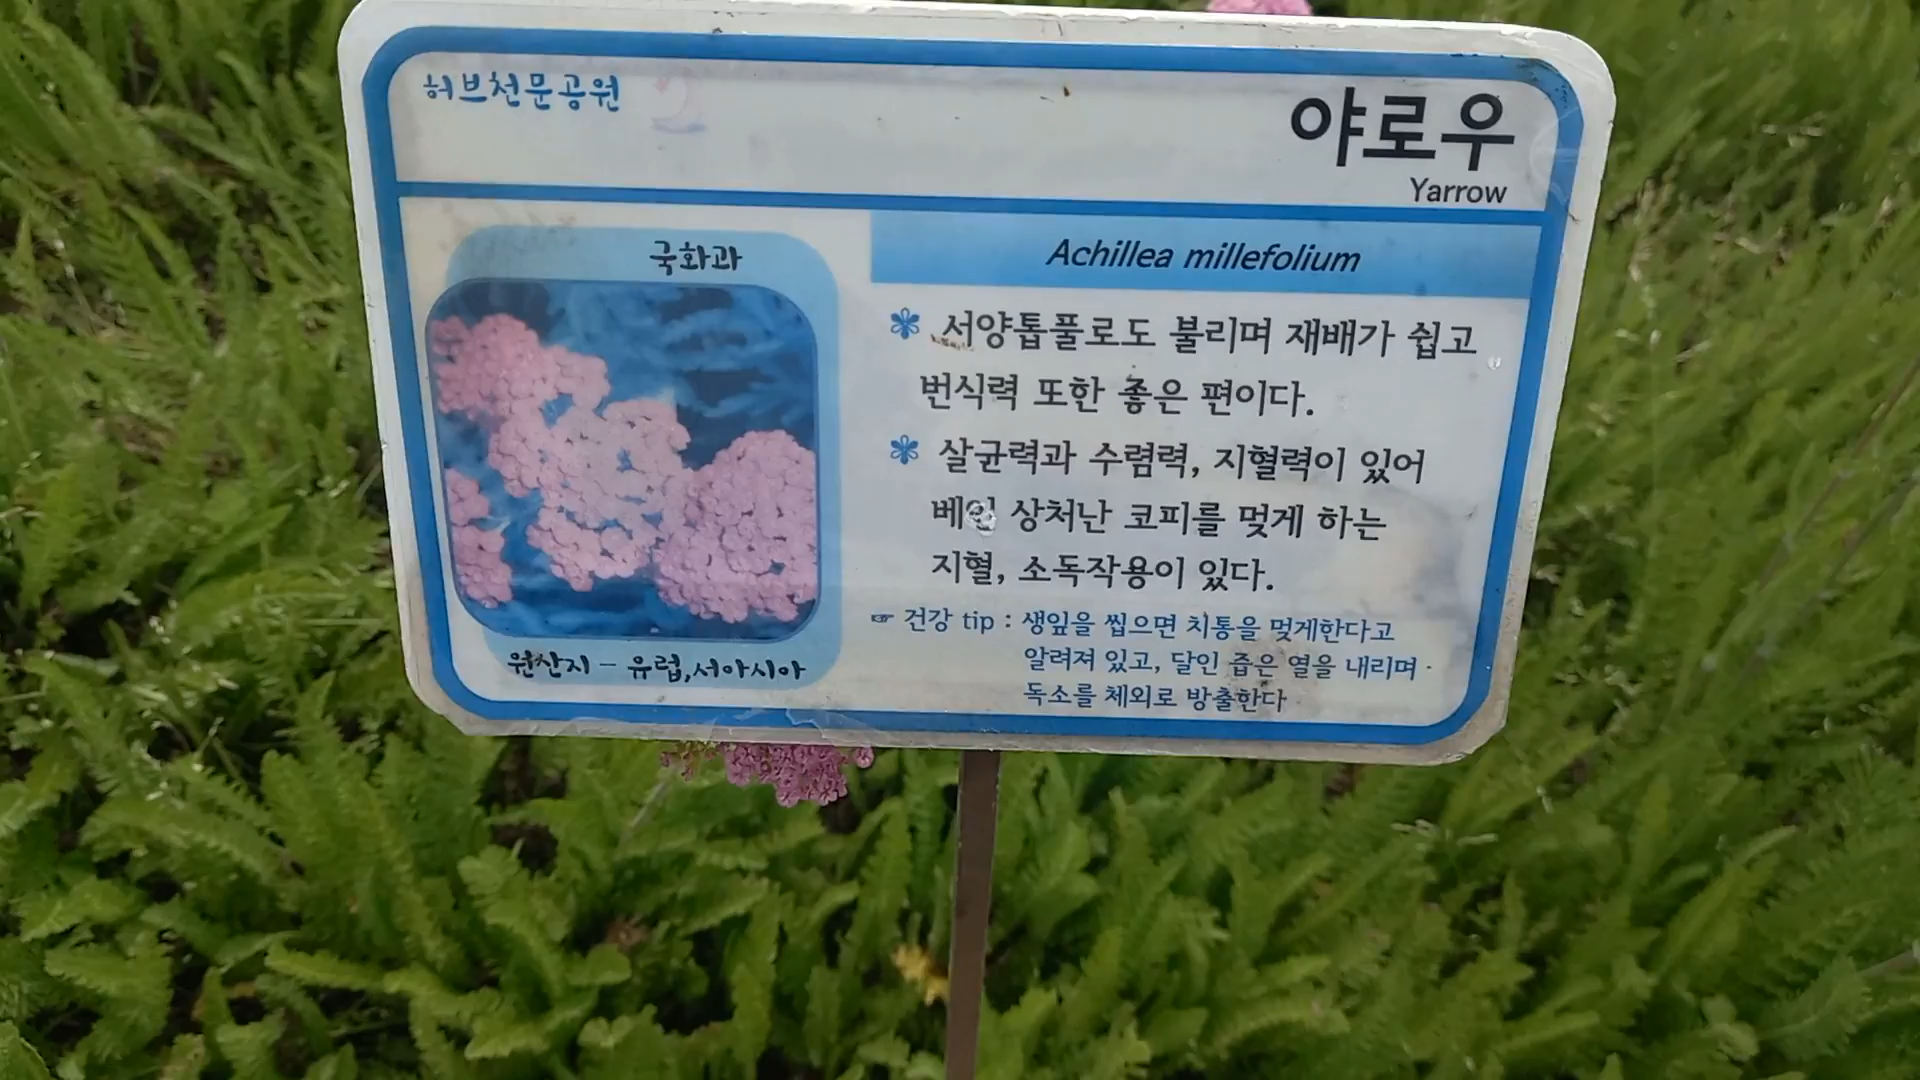 허브천문공원
야로우
Yarrow
국화과
Achillea millefolium
서양톱풀로도 불리며 재배가 쉽고
번식력 또한 좋은 편이다.
살균력과 수렴력, 지혈력이 있어
베인 상처난 코피를 멎게 하는
지혈, 소독작용이 있다.
☞ 건강 tip : 생잎을 씹으면 치통을 멎게한다고
알려져 있고, 달인 즙은 열을 내리며
독소를 체외로 방출한다
원산지 - 유럽,서아시아